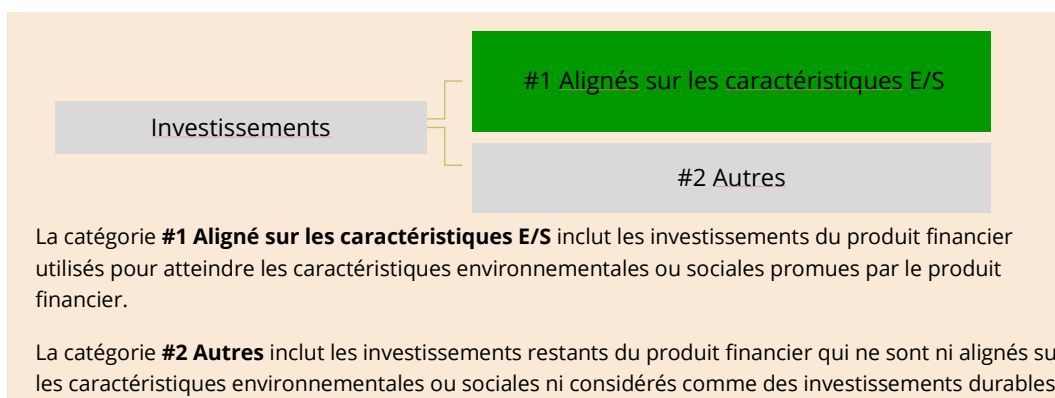 #1 Alignés sur les caractéristiques E/S
Investissements
#2 Autres
La catégorie #1 Aligné sur les caractéristiques E/S inclut les investissements du produit financier
utilisés pour atteindre les caractéristiques environnementales ou sociales promues par le produit
financier.
La catégorie #2 Autres inclut les investissements restants du produit financier qui ne sont ni alignés su
les caractéristiques environnementales ou sociales ni considérés comme des investissements durables